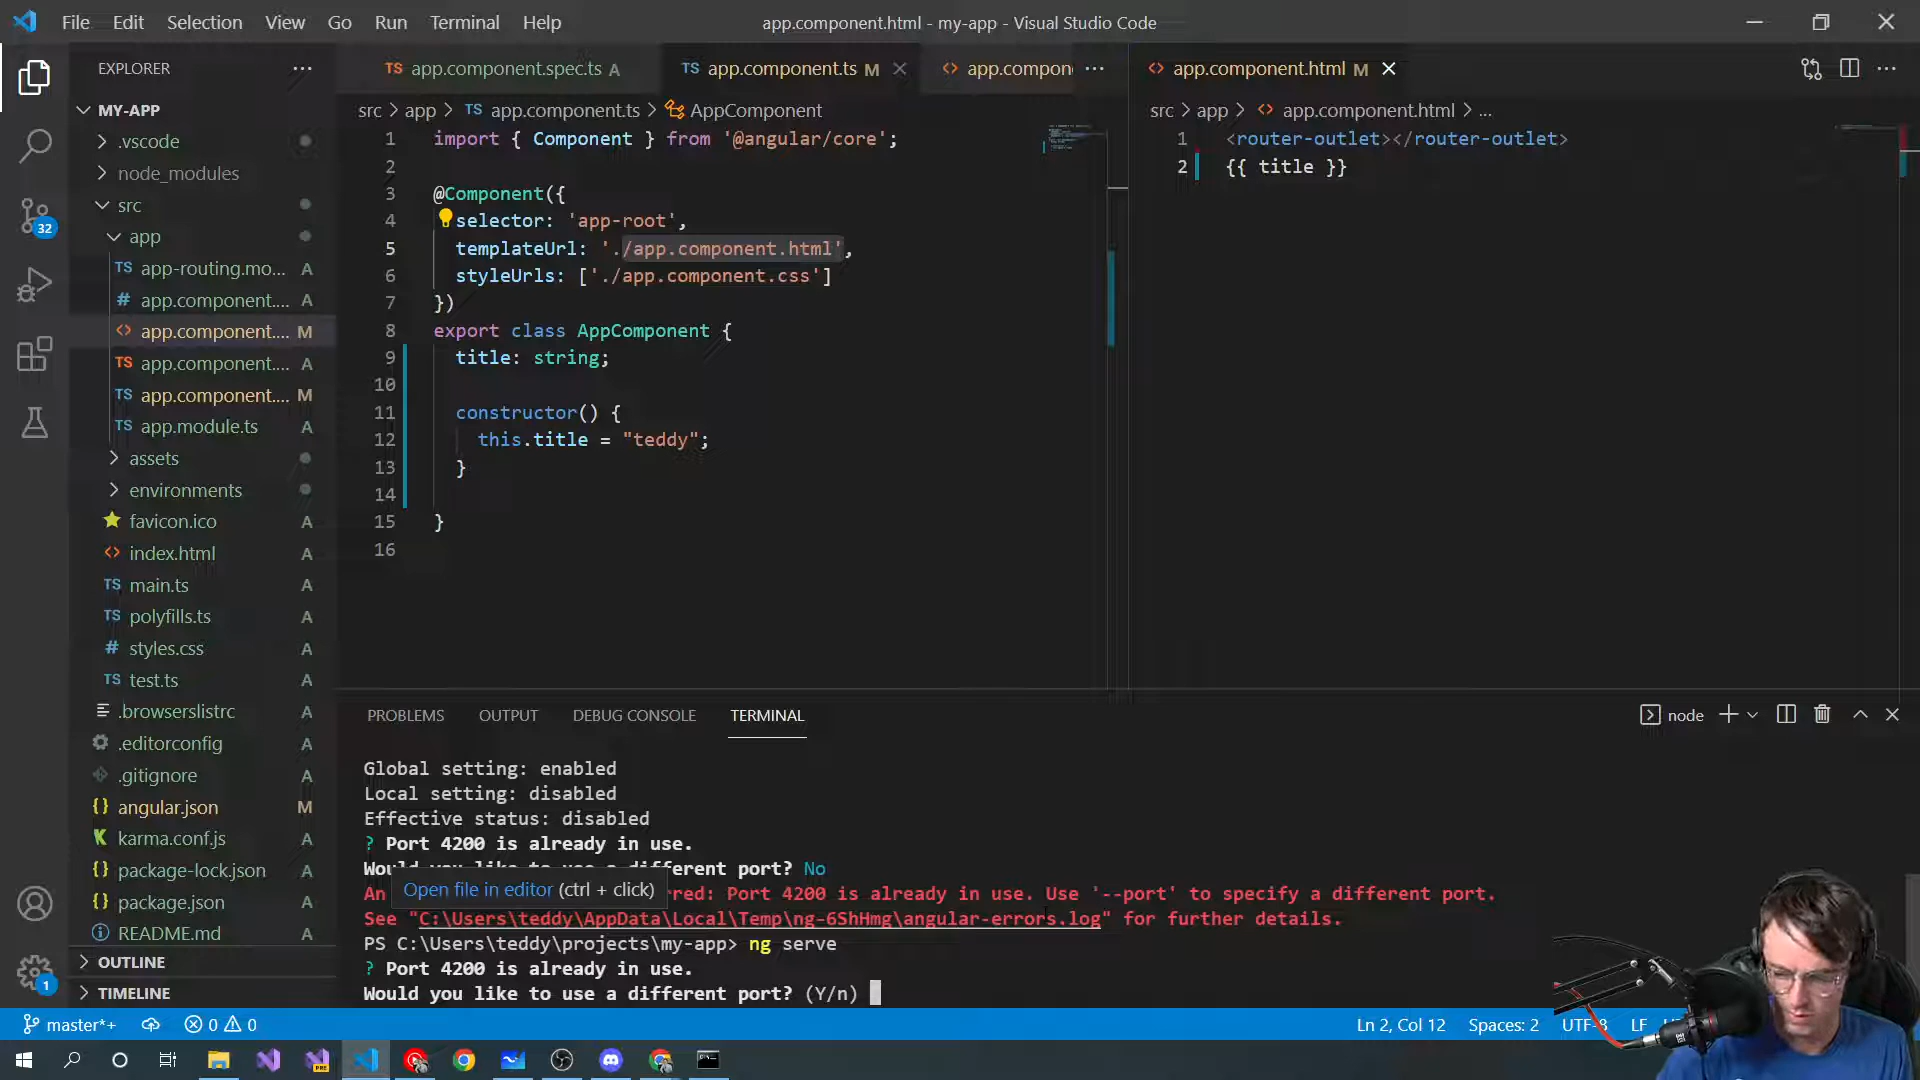 File Edit Selection View Go Run Terminal Help
app.component.html - my-app - Visual Studio Code
EXPLORER
MY-APP
.vscode
node_modules
src
app
app-routing.mo... A
app.component.... A
app.component.... M
app.component.... A
app.component.... M
app.module.ts A
assets
environments
favicon.ico A
index.html A
main.ts A
polyfills.ts A
styles.css A
test.ts A
.browserslistrc A
.editorconfig A
.gitignore A
angular.json M
karma.conf.js A
package-lock.json A
package.json A
README.md A
OUTLINE
TIMELINE
32
1
TS app.component.spec.ts A
TS app.component.ts M
app.compon
src > app > TS app.component.ts > AppComponent
1 import { Component } from '@angular/core';
2
3 @Component({
4 selector: 'app-root',
5 templateUrl: './app.component.html',
6 styleUrls: ['./app.component.css']
7 })
8 export class AppComponent {
9 title: string;
10
11 constructor() {
12 this.title = "teddy";
13 }
14
15 }
16
app.component.html M
src > app > app.component.html > ...
1 <router-outlet></router-outlet>
2 {{ title }}
PROBLEMS OUTPUT DEBUG CONSOLE TERMINAL
node
Global setting: enabled
Local setting: disabled
Effective status: disabled
? Port 4200 is already in use.
Would you like to use a different port? No
Open file in editor (ctrl + click)
An rred: Port 4200 is already in use. Use '--port' to specify a different port.
See "C:\Users\teddy\AppData\Local\Temp\ng-6ShHmg\angular-errors.log" for further details.
PS C:\Users\teddy\projects\my-app> ng serve
? Port 4200 is already in use.
Would you like to use a different port? (Y/n)
master*+ 0 0
Ln 2, Col 12 Spaces: 2 UTF-8 LF